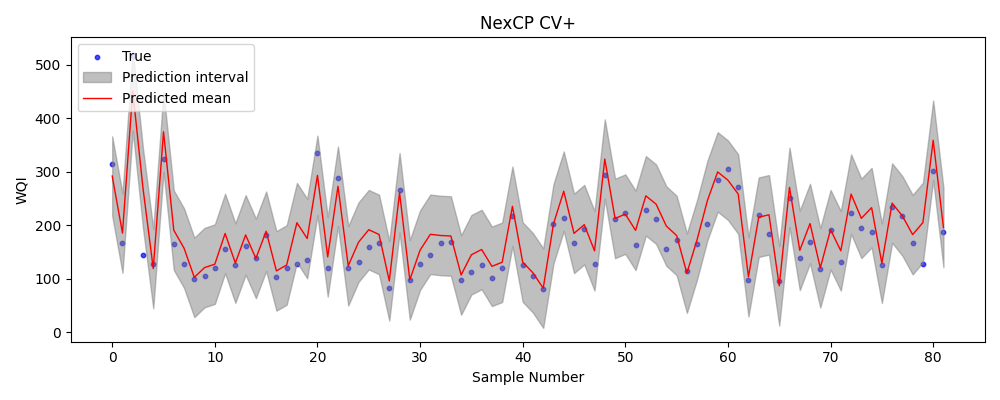 NexCP CV+
True
Prediction interval
Predicted mean
WQI
500
400
300
200
100
0
0 10 20 30 40 50 60 70 80
Sample Number